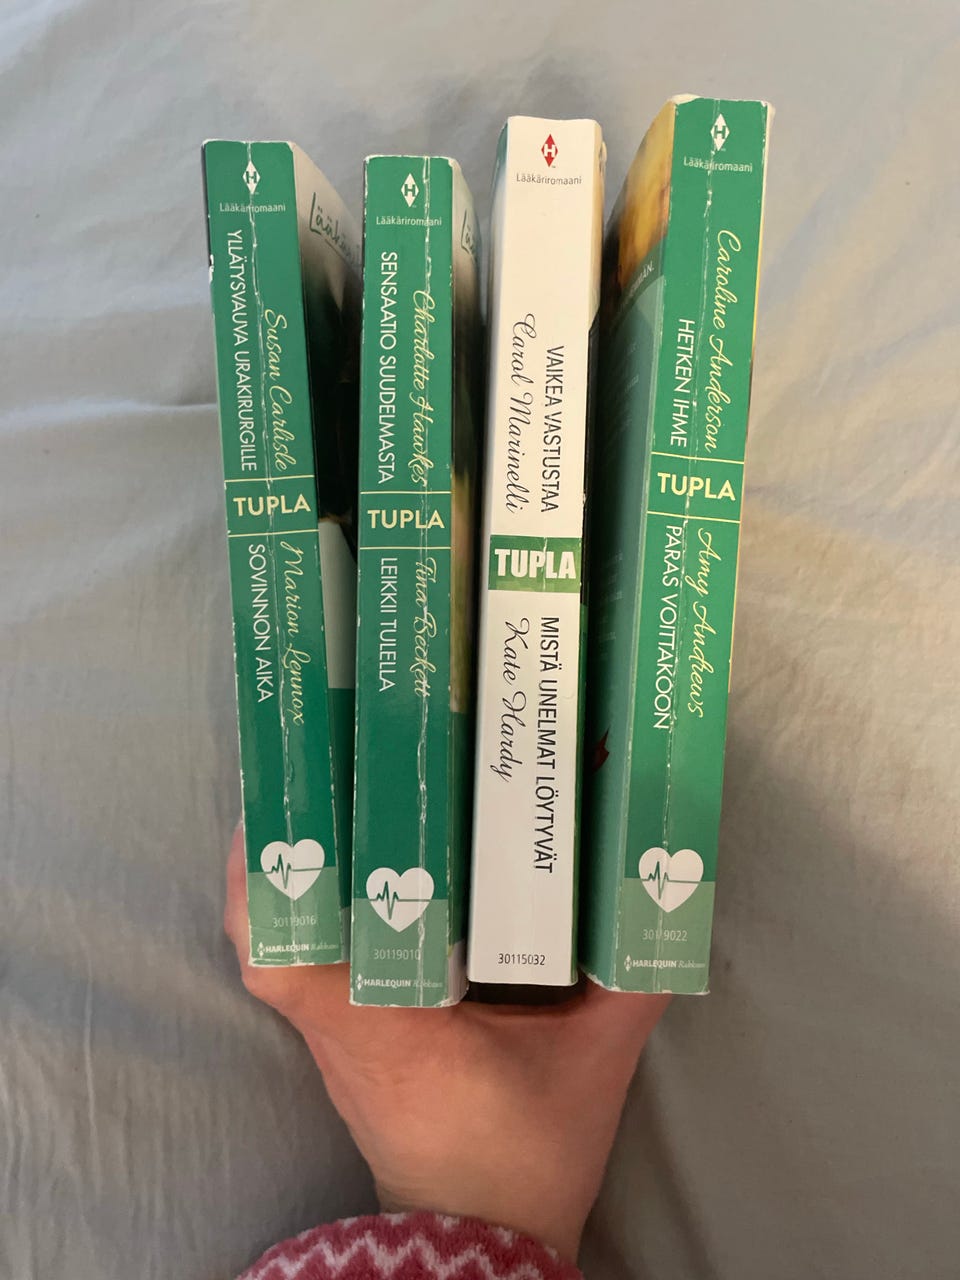 Lääkäriromaani
Susan Carlisle
YLLÄTYSVAUVA URAKIRURGILLE
TUPLA
Marion Lennox
SOVINNON AIKA
30119016
HARLEQUIN
Lääkäriromaani
Charlotte Hawkes
SENSAATIO SUUDELMASTA
TUPLA
Tina Beckett
LEIKKII TULELLA
30119010
HARLEQUIN
H
Lääkäriromaani
VAIKEA VASTUSTAA
Carol Marinelli
TUPLA
MISTÄ UNELMAT LÖYTYVÄT
Kate Hardy
30115032
H
Lääkäriromaani
Caroline Anderson
HETKEN IHME
TUPLA
Amy Andrews
PARAS VOITTAKOON
30119022
HARLEQUIN